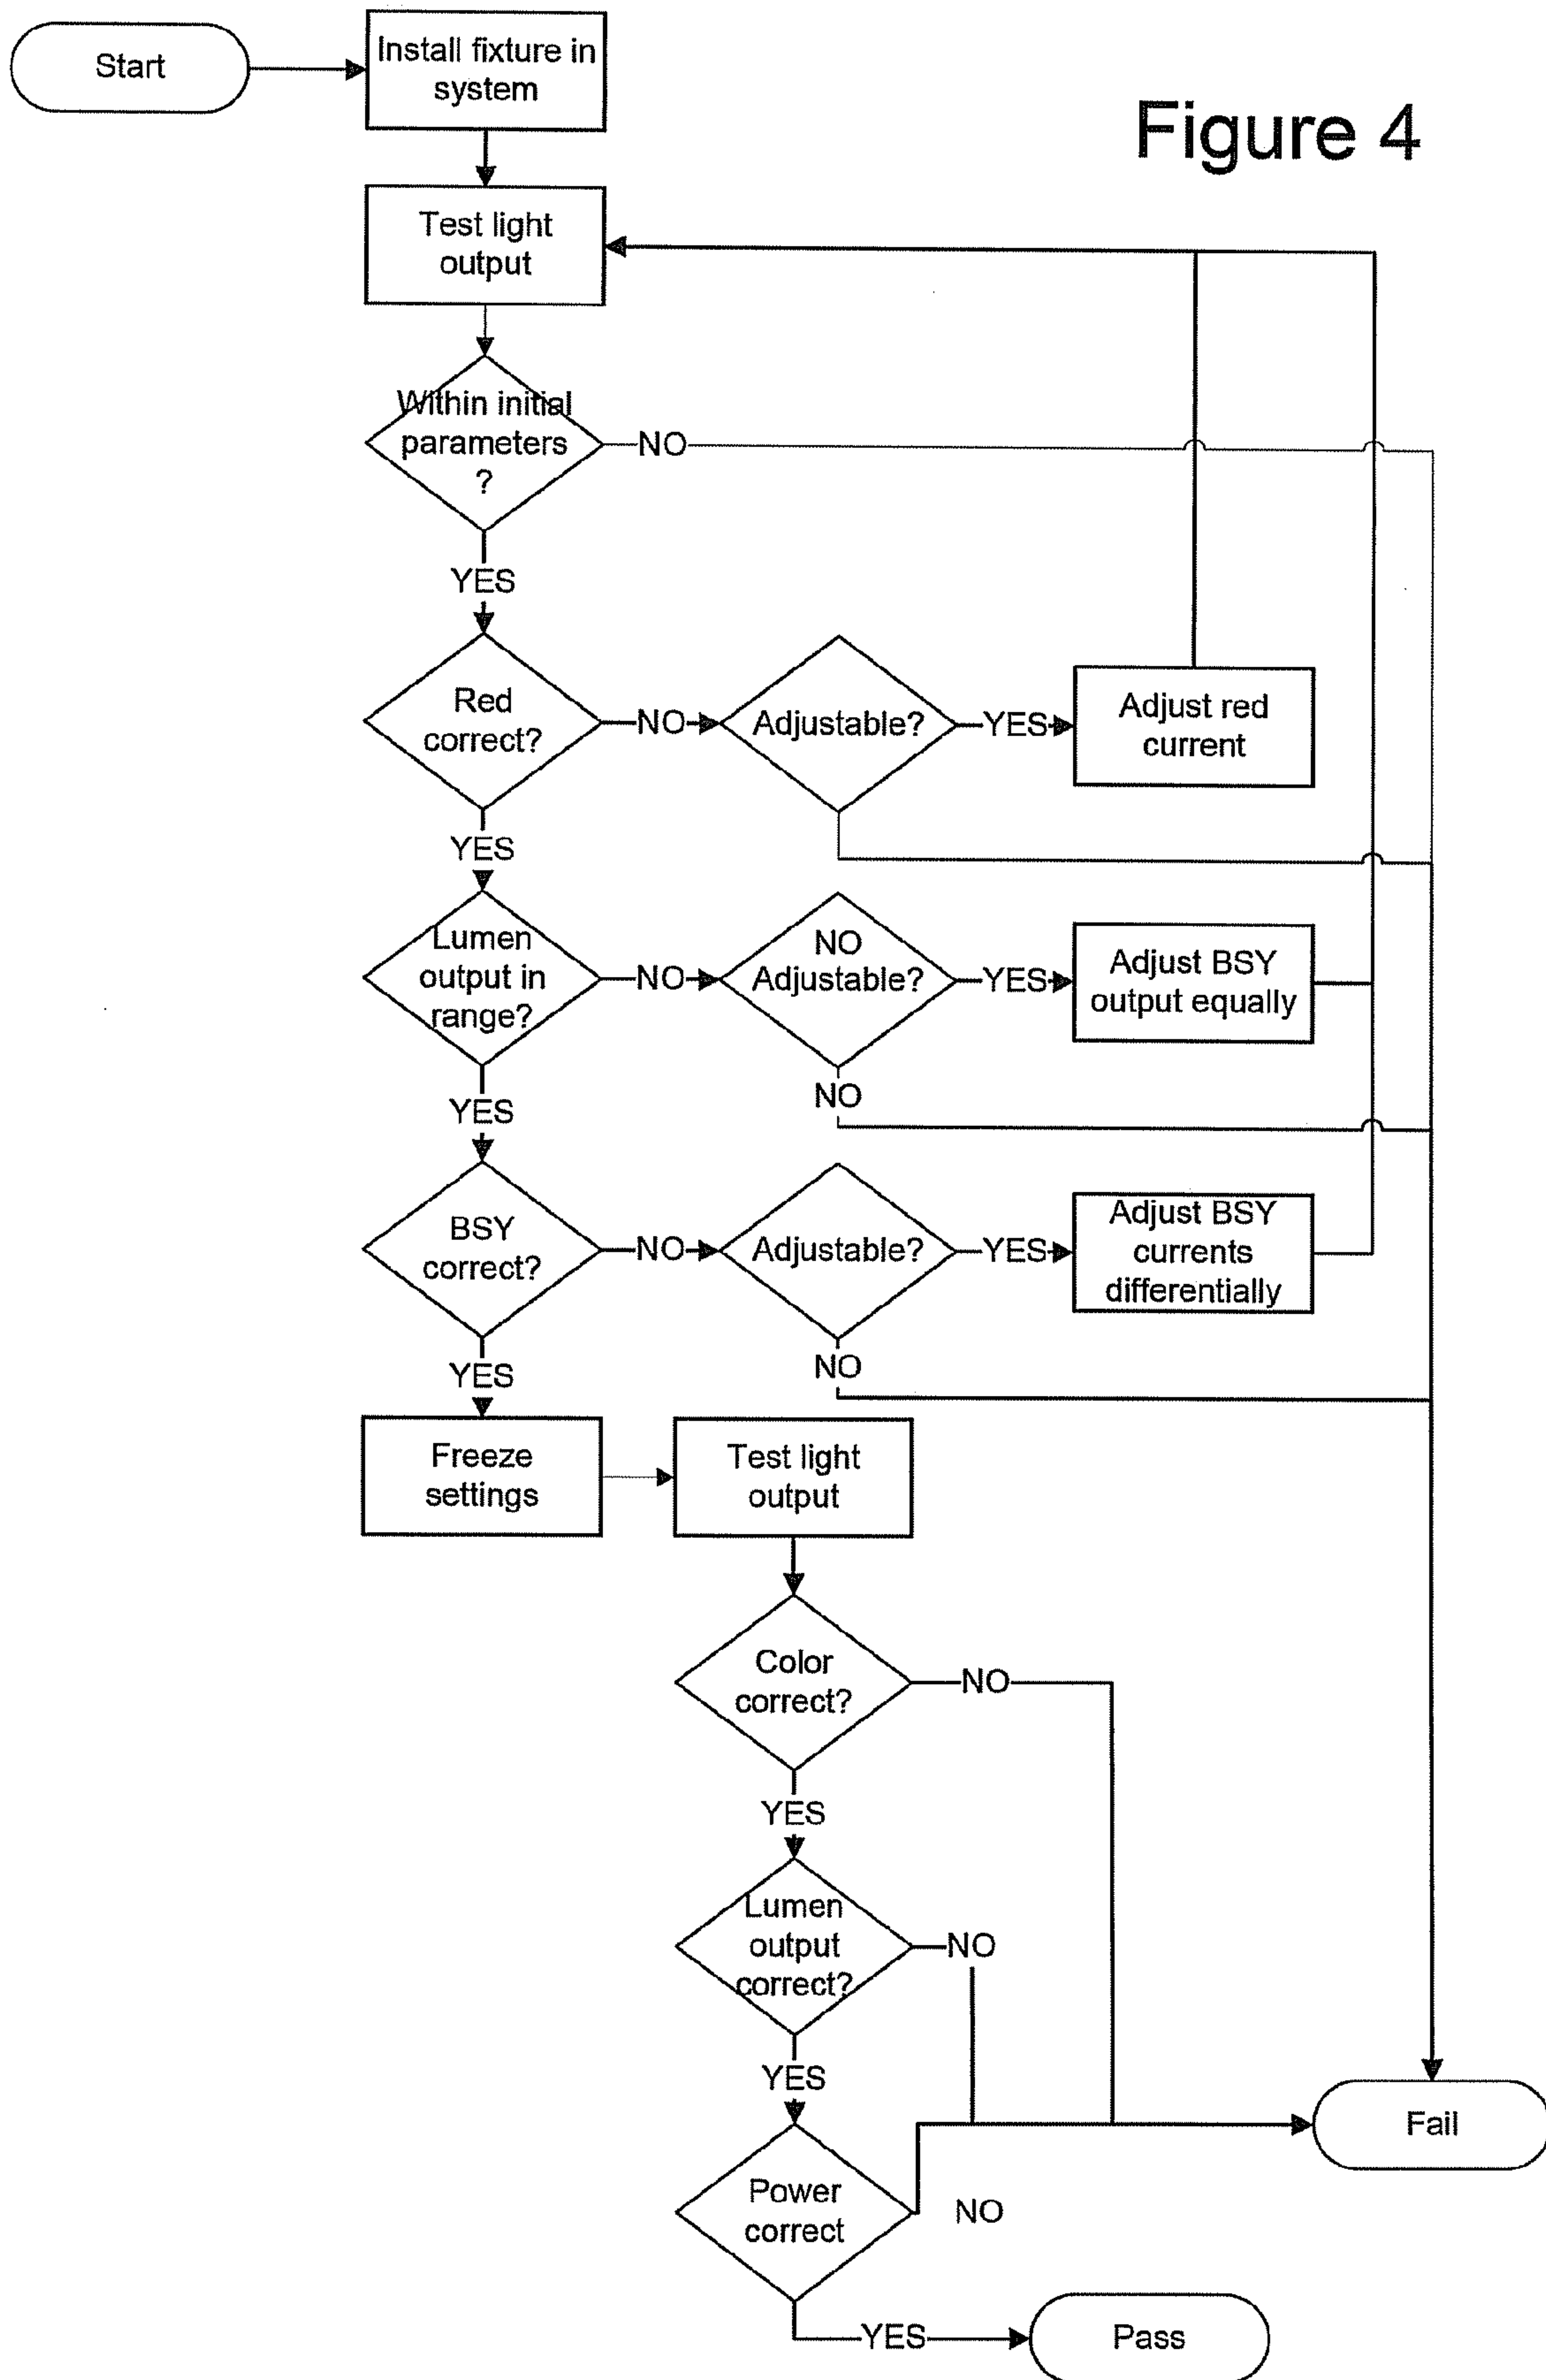 Start
Install fixture in
system
Figure 4
Test light
output
Within initial
parameters
?
NO
YES
Red
correct?
NO
Adjustable?
YES
Adjust red
current
YES
Lumen
output in
range?
NO
NO
Adjustable?
YES
Adjust BSY
output equally
NO
YES
BSY
correct?
NO
Adjustable?
YES
Adjust BSY
currents
differentially
NO
YES
Freeze
settings
Test light
output
Color
correct?
NO
YES
Lumen
output
correct?
NO
YES
Fail
Power
correct
NO
YES
Pass